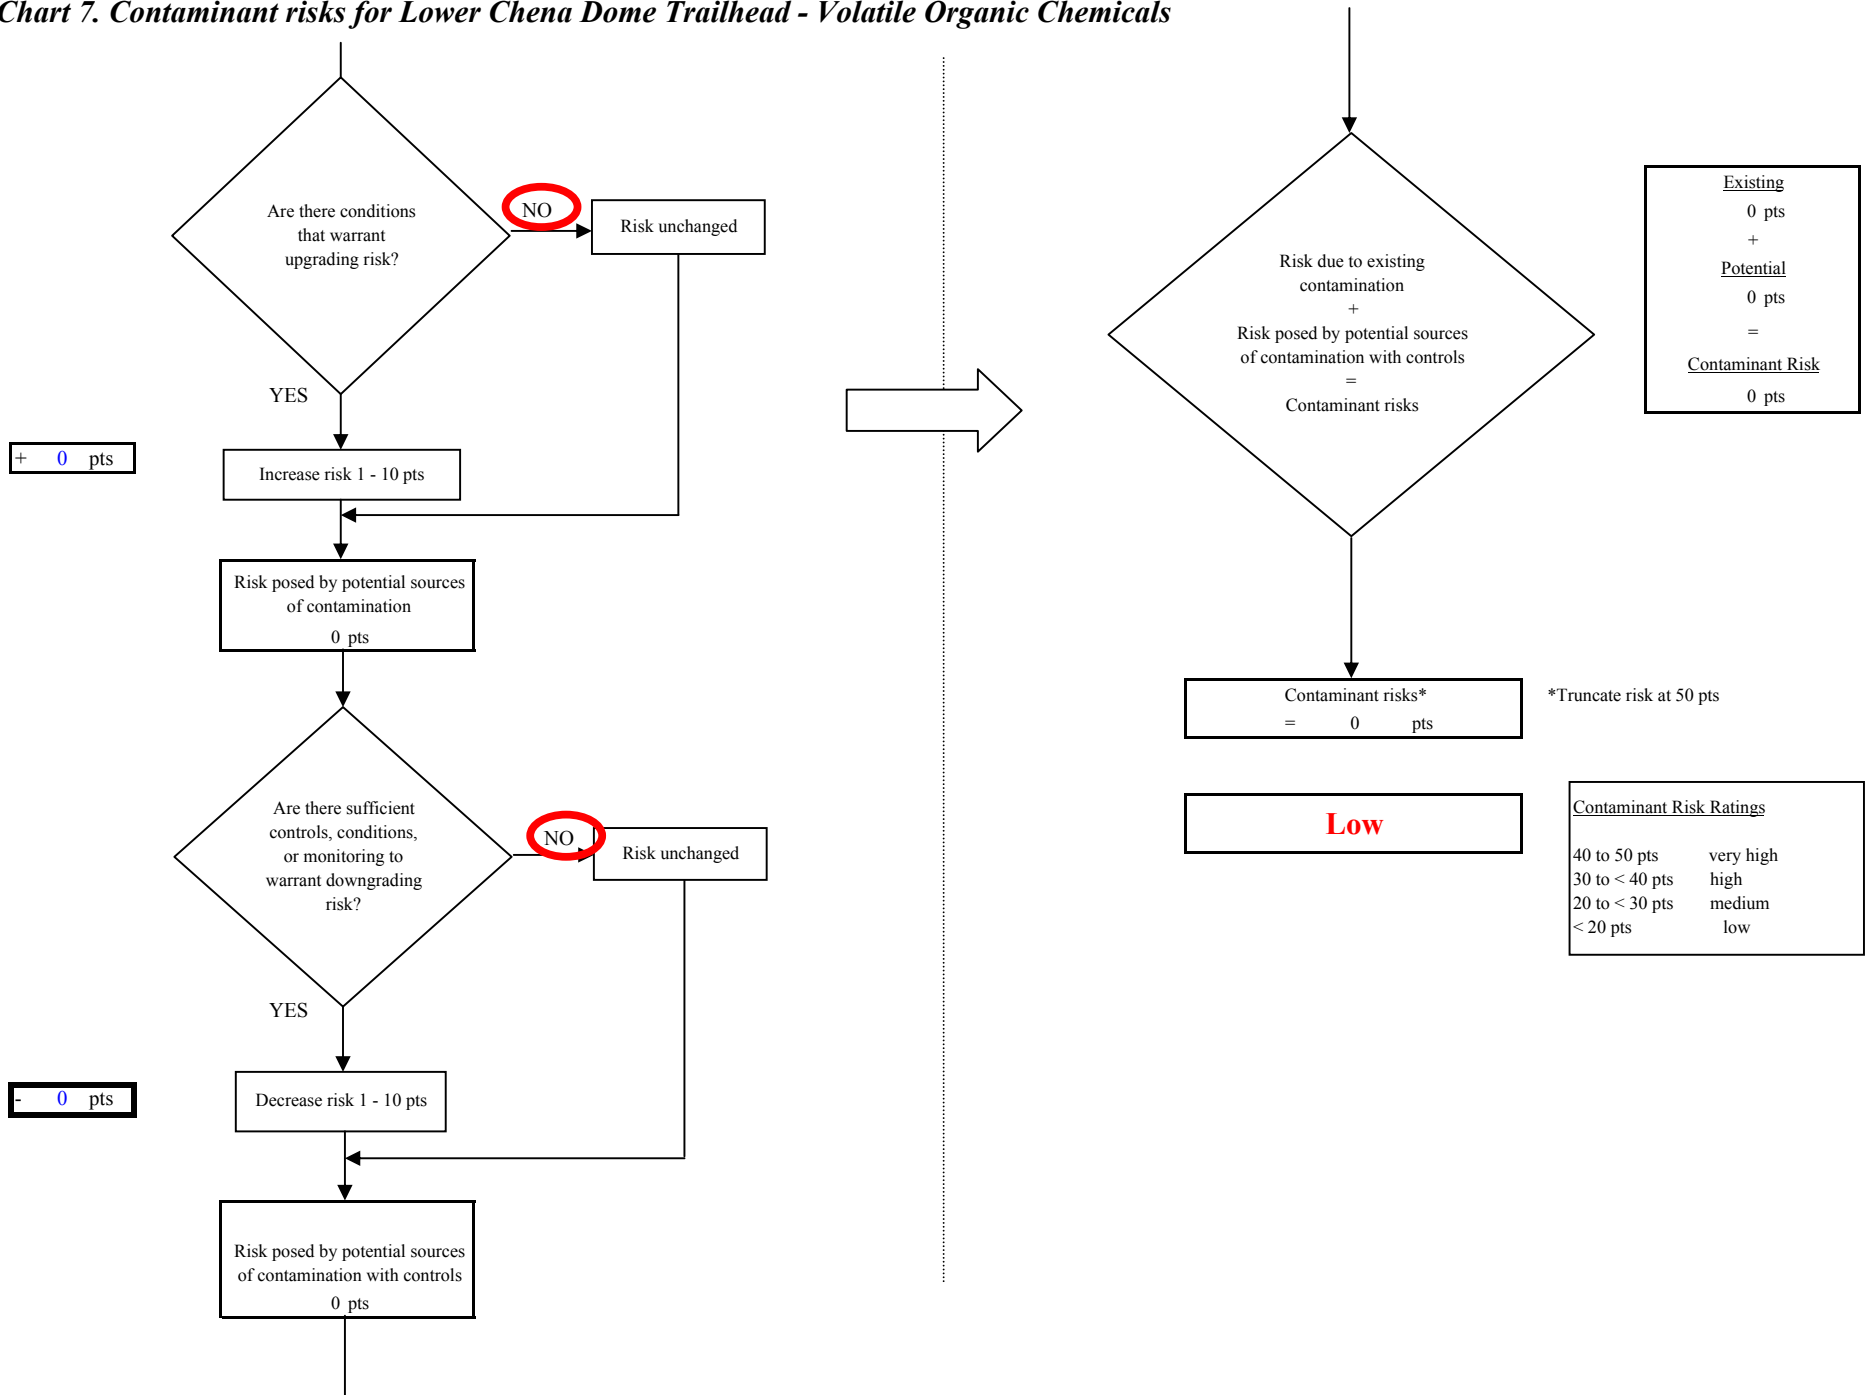 Chart 7. Contaminant risks for Lower Chena Dome Trailhead - Volatile Organic Chemicals
Are there conditions
that warrant
upgrading risk?
NO
Risk unchanged
YES
+ 0 pts
Increase risk 1 - 10 pts
Risk posed by potential sources
of contamination
0 pts
Are there sufficient
controls, conditions,
or monitoring to
warrant downgrading
risk?
NO
Risk unchanged
YES
- 0 pts
Decrease risk 1 - 10 pts
Risk posed by potential sources
of contamination with controls
0 pts
Risk due to existing
contamination
+
Risk posed by potential sources
of contamination with controls
=
Contaminant risks
Existing
0 pts
+
Potential
0 pts
=
Contaminant Risk
0 pts
Contaminant risks*
= 0 pts
*Truncate risk at 50 pts
Low
Contaminant Risk Ratings
40 to 50 pts very high
30 to < 40 pts high
20 to < 30 pts medium
< 20 pts low